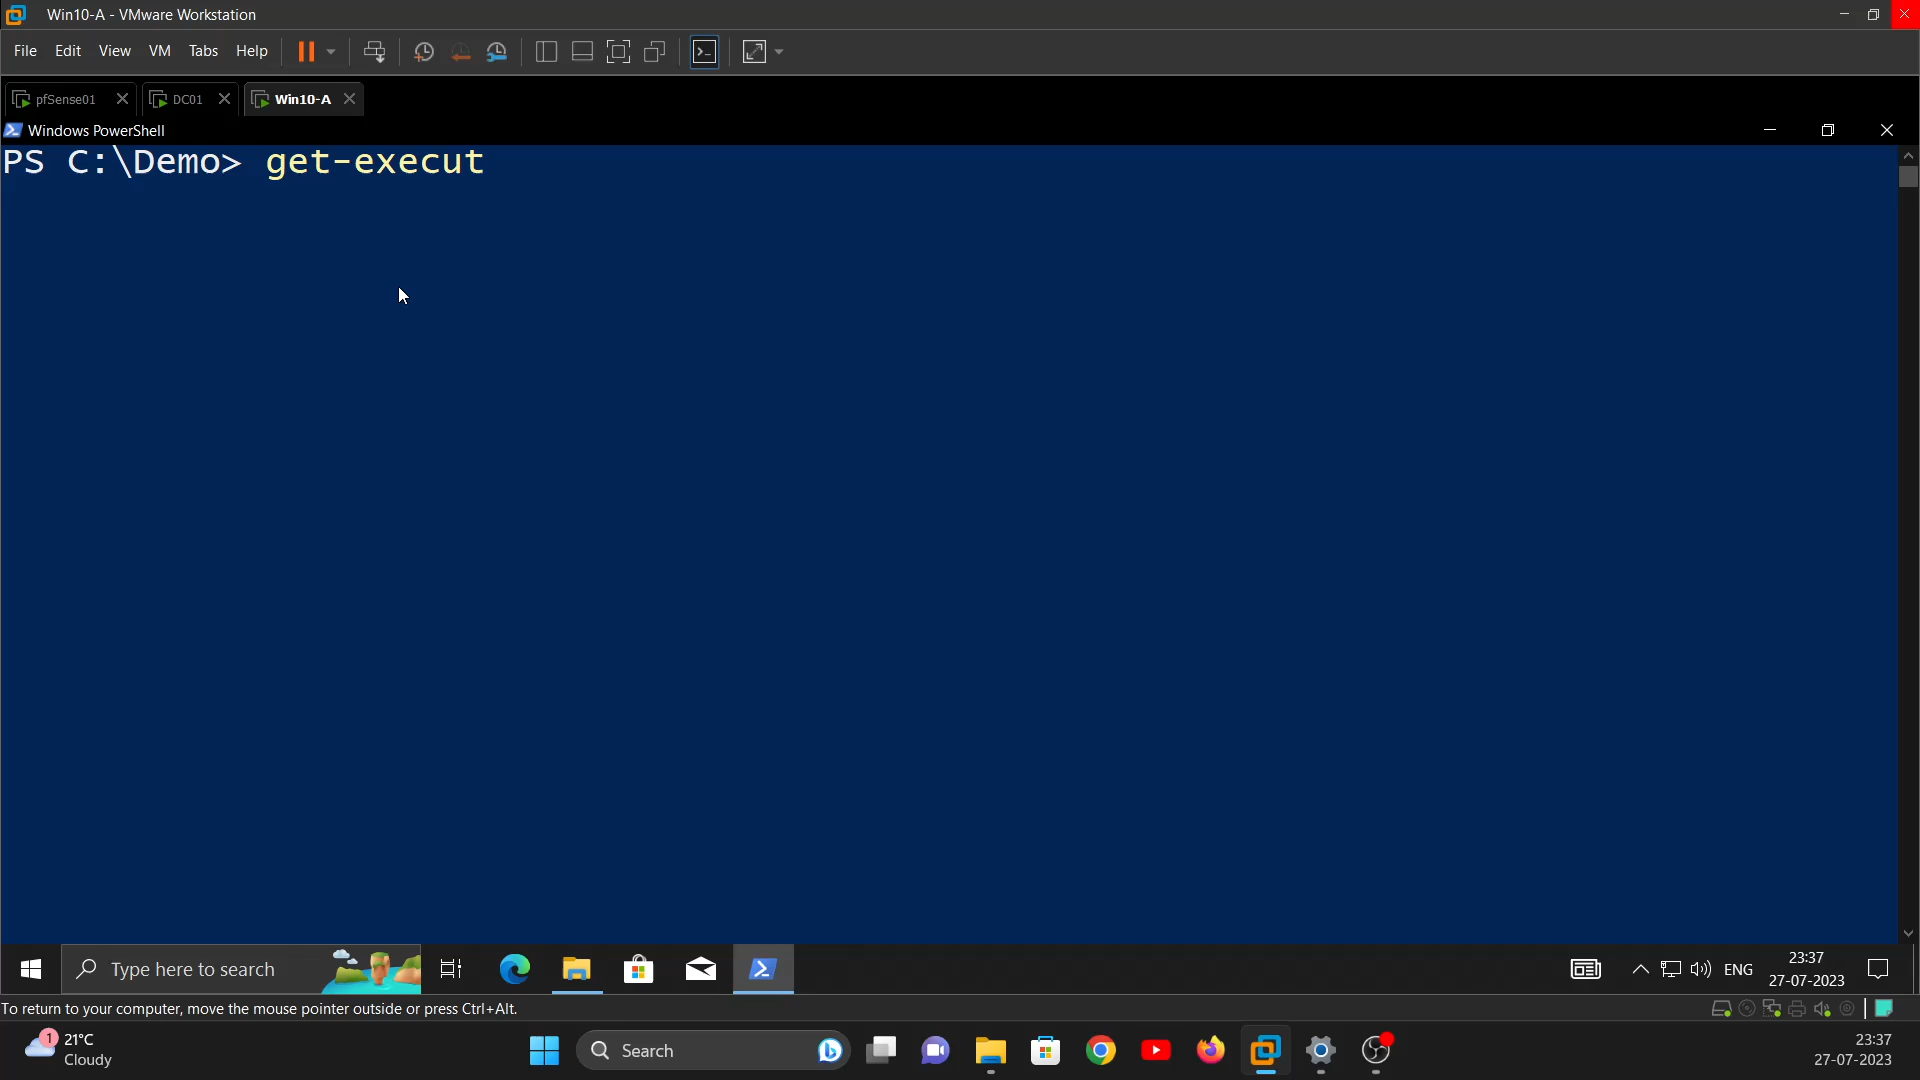 Win10-A - VMware Workstation
File Edit View VM Tabs Help
pfSense01 DC01 Win10-A
Windows PowerShell
PS C:\Demo> get-execut
Type here to search
ENG
23:37
27-07-2023
To return to your computer, move the mouse pointer outside or press Ctrl+Alt.
1
21°C
Cloudy
Search
23:37
27-07-2023